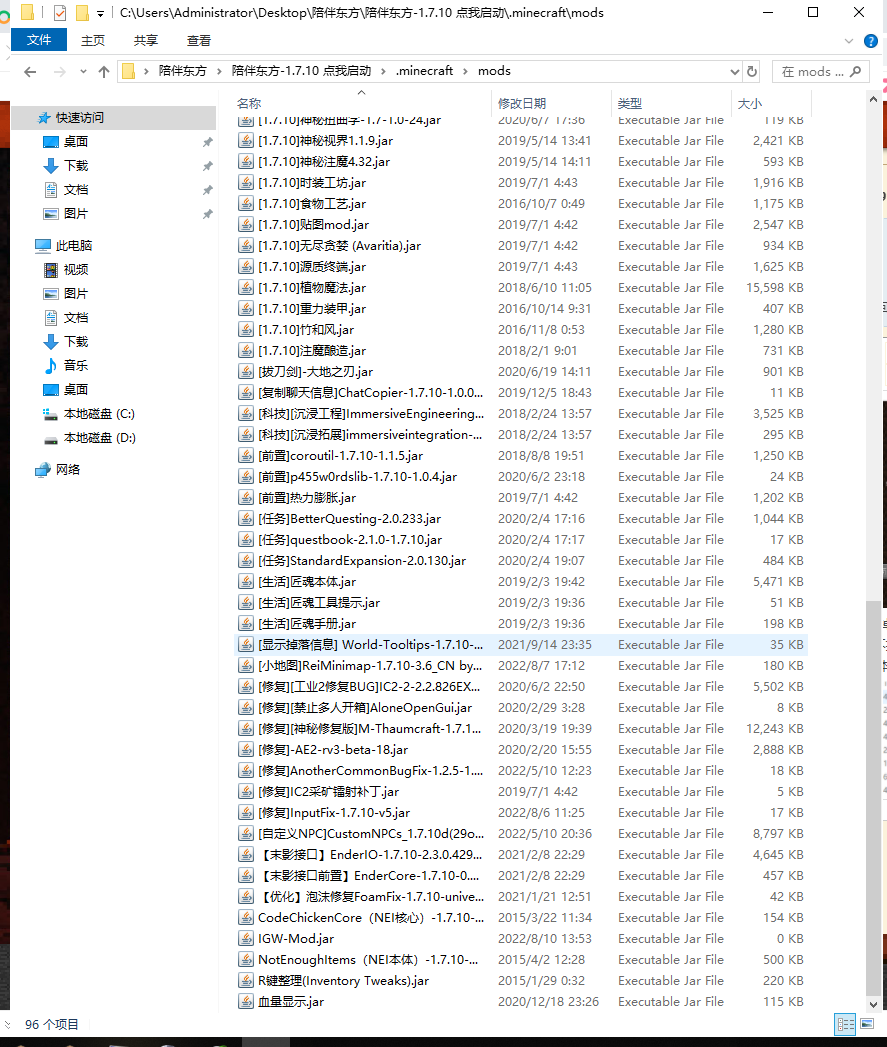 C:\Users\Administrator\Desktop\陪伴东方\陪伴东方-1.7.10 点我启动\.minecraft\mods
文件 主页 共享 查看
陪伴东方 陪伴东方-1.7.10 点我启动 .minecraft mods 在 mods ...
名称 修改日期 类型 大小
快速访问
桌面
下载
文档
图片
此电脑
视频
图片
文档
下载
音乐
桌面
本地磁盘 (C:)
本地磁盘 (D:)
网络
[1.7.10]神秘扭曲学-1.7-1.0-24.jar 2020/6/7 17:36 Executable Jar File 119 KB
[1.7.10]神秘视界1.1.9.jar 2019/5/14 13:41 Executable Jar File 2,421 KB
[1.7.10]神秘注魔4.32.jar 2019/5/14 14:11 Executable Jar File 593 KB
[1.7.10]时装工坊.jar 2019/7/1 4:43 Executable Jar File 1,916 KB
[1.7.10]食物工艺.jar 2016/10/7 0:49 Executable Jar File 1,175 KB
[1.7.10]贴图mod.jar 2019/7/1 4:42 Executable Jar File 2,547 KB
[1.7.10]无尽贪婪 (Avaritia).jar 2019/7/1 4:42 Executable Jar File 934 KB
[1.7.10]源质终端.jar 2019/7/1 4:43 Executable Jar File 1,625 KB
[1.7.10]植物魔法.jar 2018/6/10 11:05 Executable Jar File 15,598 KB
[1.7.10]重力装甲.jar 2016/10/14 9:31 Executable Jar File 407 KB
[1.7.10]竹和风.jar 2016/11/8 0:53 Executable Jar File 1,280 KB
[1.7.10]注魔酿造.jar 2018/2/1 9:01 Executable Jar File 731 KB
[拔刀剑]-大地之刃.jar 2020/6/19 14:11 Executable Jar File 901 KB
[复制聊天信息]ChatCopier-1.7.10-1.0.0... 2019/12/5 18:43 Executable Jar File 11 KB
[科技][沉浸工程]ImmersiveEngineering... 2018/2/24 13:57 Executable Jar File 3,525 KB
[科技][沉浸拓展]immersiveintegration-... 2018/2/24 13:57 Executable Jar File 295 KB
[前置]coroutil-1.7.10-1.1.5.jar 2018/8/8 19:51 Executable Jar File 1,250 KB
[前置]p455w0rdslib-1.7.10-1.0.4.jar 2020/6/2 23:18 Executable Jar File 24 KB
[前置]热力膨胀.jar 2019/7/1 4:42 Executable Jar File 1,202 KB
[任务]BetterQuesting-2.0.233.jar 2020/2/4 17:16 Executable Jar File 1,044 KB
[任务]questbook-2.1.0-1.7.10.jar 2020/2/4 17:17 Executable Jar File 17 KB
[任务]StandardExpansion-2.0.130.jar 2020/2/4 19:07 Executable Jar File 484 KB
[生活]匠魂本体.jar 2019/2/3 19:42 Executable Jar File 5,471 KB
[生活]匠魂工具提示.jar 2019/2/3 19:36 Executable Jar File 51 KB
[生活]匠魂手册.jar 2019/2/3 19:36 Executable Jar File 198 KB
[显示掉落信息] World-Tooltips-1.7.10-... 2021/9/14 23:35 Executable Jar File 35 KB
[小地图]ReiMinimap-1.7.10-3.6_CN by... 2022/8/7 17:12 Executable Jar File 180 KB
[修复][工业2修复BUG]IC2-2-2.2.826EX... 2020/6/2 22:50 Executable Jar File 5,502 KB
[修复][禁止多人开箱]AloneOpenGui.jar 2020/2/29 3:28 Executable Jar File 8 KB
[修复][神秘修复版]M-Thaumcraft-1.7.1... 2020/3/19 19:39 Executable Jar File 12,243 KB
[修复]-AE2-rv3-beta-18.jar 2020/2/20 15:55 Executable Jar File 2,888 KB
[修复]AnotherCommonBugFix-1.2.5-1.... 2022/5/10 12:23 Executable Jar File 18 KB
[修复]IC2采矿镭射补丁.jar 2019/7/1 4:42 Executable Jar File 5 KB
[修复]InputFix-1.7.10-v5.jar 2022/8/6 11:25 Executable Jar File 17 KB
[自定义NPC]CustomNPCs_1.7.10d(29o... 2022/5/10 20:36 Executable Jar File 8,797 KB
【末影接口】EnderIO-1.7.10-2.3.0.429... 2021/2/8 22:29 Executable Jar File 4,645 KB
【末影接口前置】EnderCore-1.7.10-0.... 2021/2/8 22:29 Executable Jar File 457 KB
【优化】泡沫修复FoamFix-1.7.10-unive... 2021/1/21 12:51 Executable Jar File 42 KB
CodeChickenCore（NEI核心）-1.7.10-... 2015/3/22 11:34 Executable Jar File 154 KB
IGW-Mod.jar 2022/8/10 13:53 Executable Jar File 0 KB
NotEnoughItems（NEI本体）-1.7.10-... 2015/4/2 12:28 Executable Jar File 500 KB
R键整理(Inventory Tweaks).jar 2015/1/29 0:32 Executable Jar File 220 KB
血量显示.jar 2020/12/18 23:26 Executable Jar File 115 KB
96 个项目